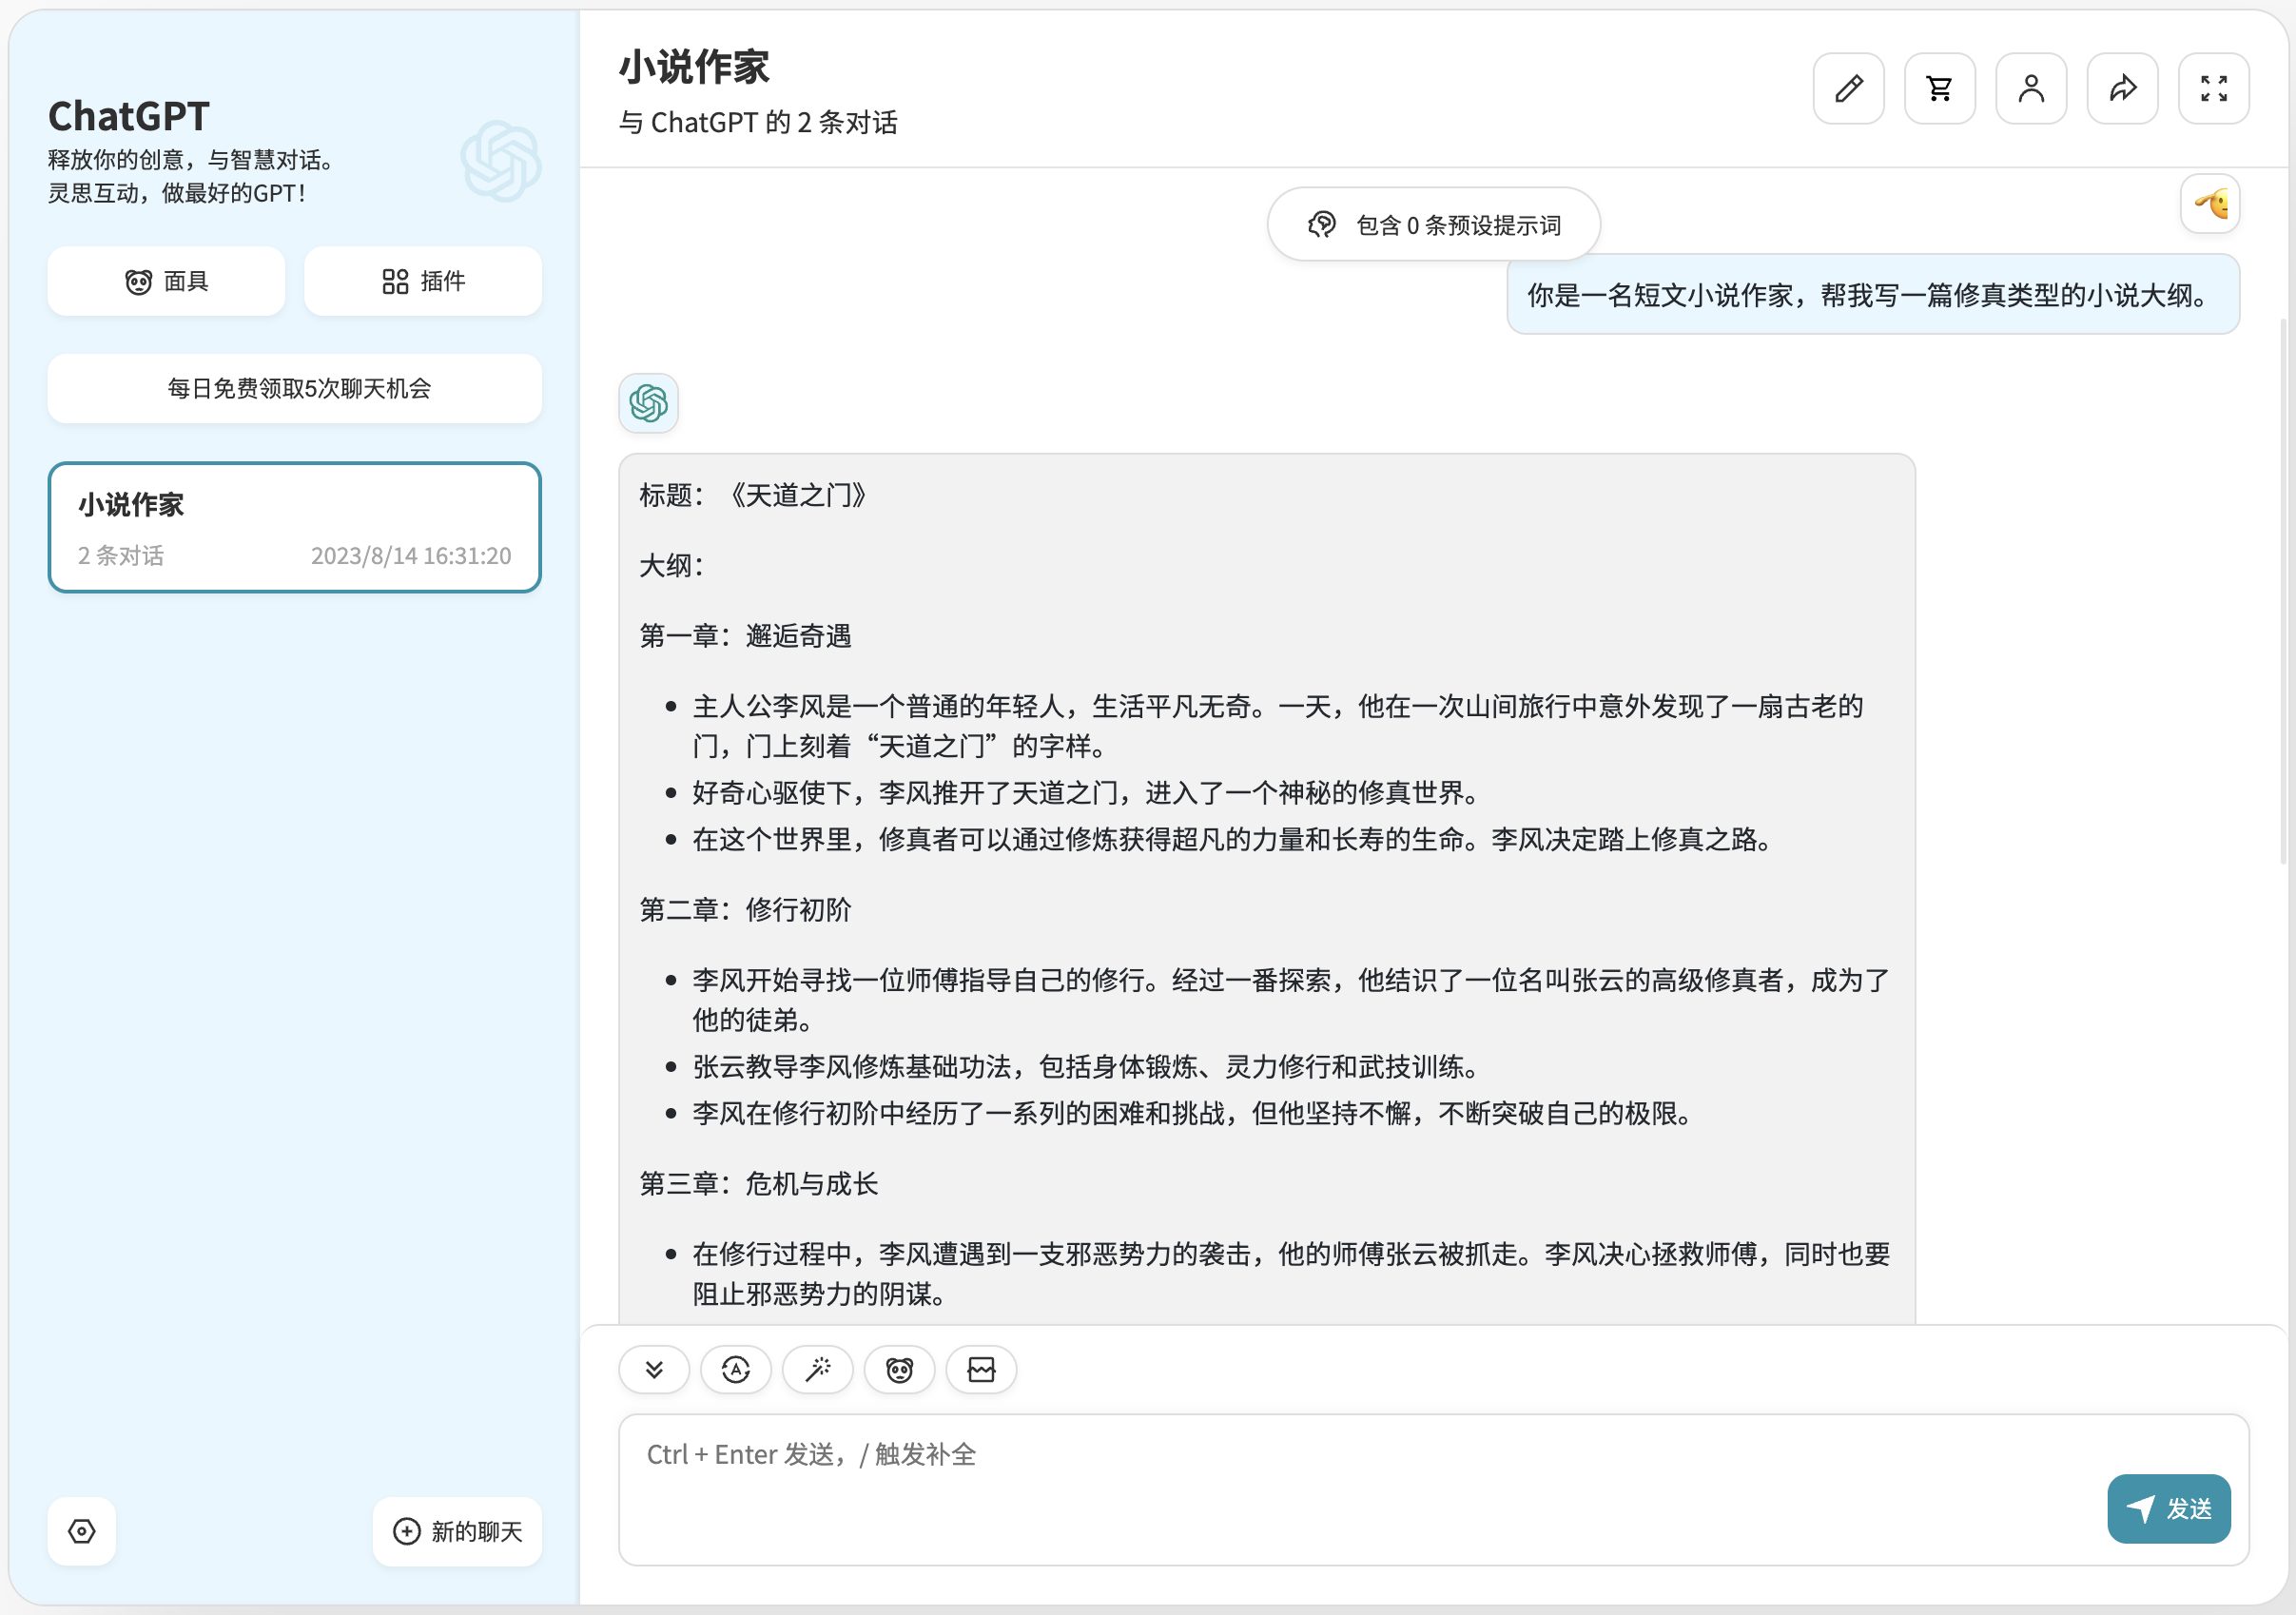 ChatGPT
释放你的创意，与智慧对话。
灵思互动，做最好的GPT！
面具
插件
每日免费领取5次聊天机会
小说作家
2 条对话
2023/8/14 16:31:20
新的聊天
小说作家
与 ChatGPT 的 2 条对话
包含 0 条预设提示词
你是一名短文小说作家，帮我写一篇修真类型的小说大纲。
标题：《天道之门》
大纲：
第一章：邂逅奇遇
主人公李风是一个普通的年轻人，生活平凡无奇。一天，他在一次山间旅行中意外发现了一扇古老的
门，门上刻着“天道之门”的字样。
好奇心驱使下，李风推开了天道之门，进入了一个神秘的修真世界。
在这个世界里，修真者可以通过修炼获得超凡的力量和长寿的生命。李风决定踏上修真之路。
第二章：修行初阶
李风开始寻找一位师傅指导自己的修行。经过一番探索，他结识了一位名叫张云的高级修真者，成为了
他的徒弟。
张云教导李风修炼基础功法，包括身体锻炼、灵力修行和武技训练。
李风在修行初阶中经历了一系列的困难和挑战，但他坚持不懈，不断突破自己的极限。
第三章：危机与成长
在修行过程中，李风遭遇到一支邪恶势力的袭击，他的师傅张云被抓走。李风决心拯救师傅，同时也要
阻止邪恶势力的阴谋。
Ctrl + Enter 发送，/ 触发补全
发送